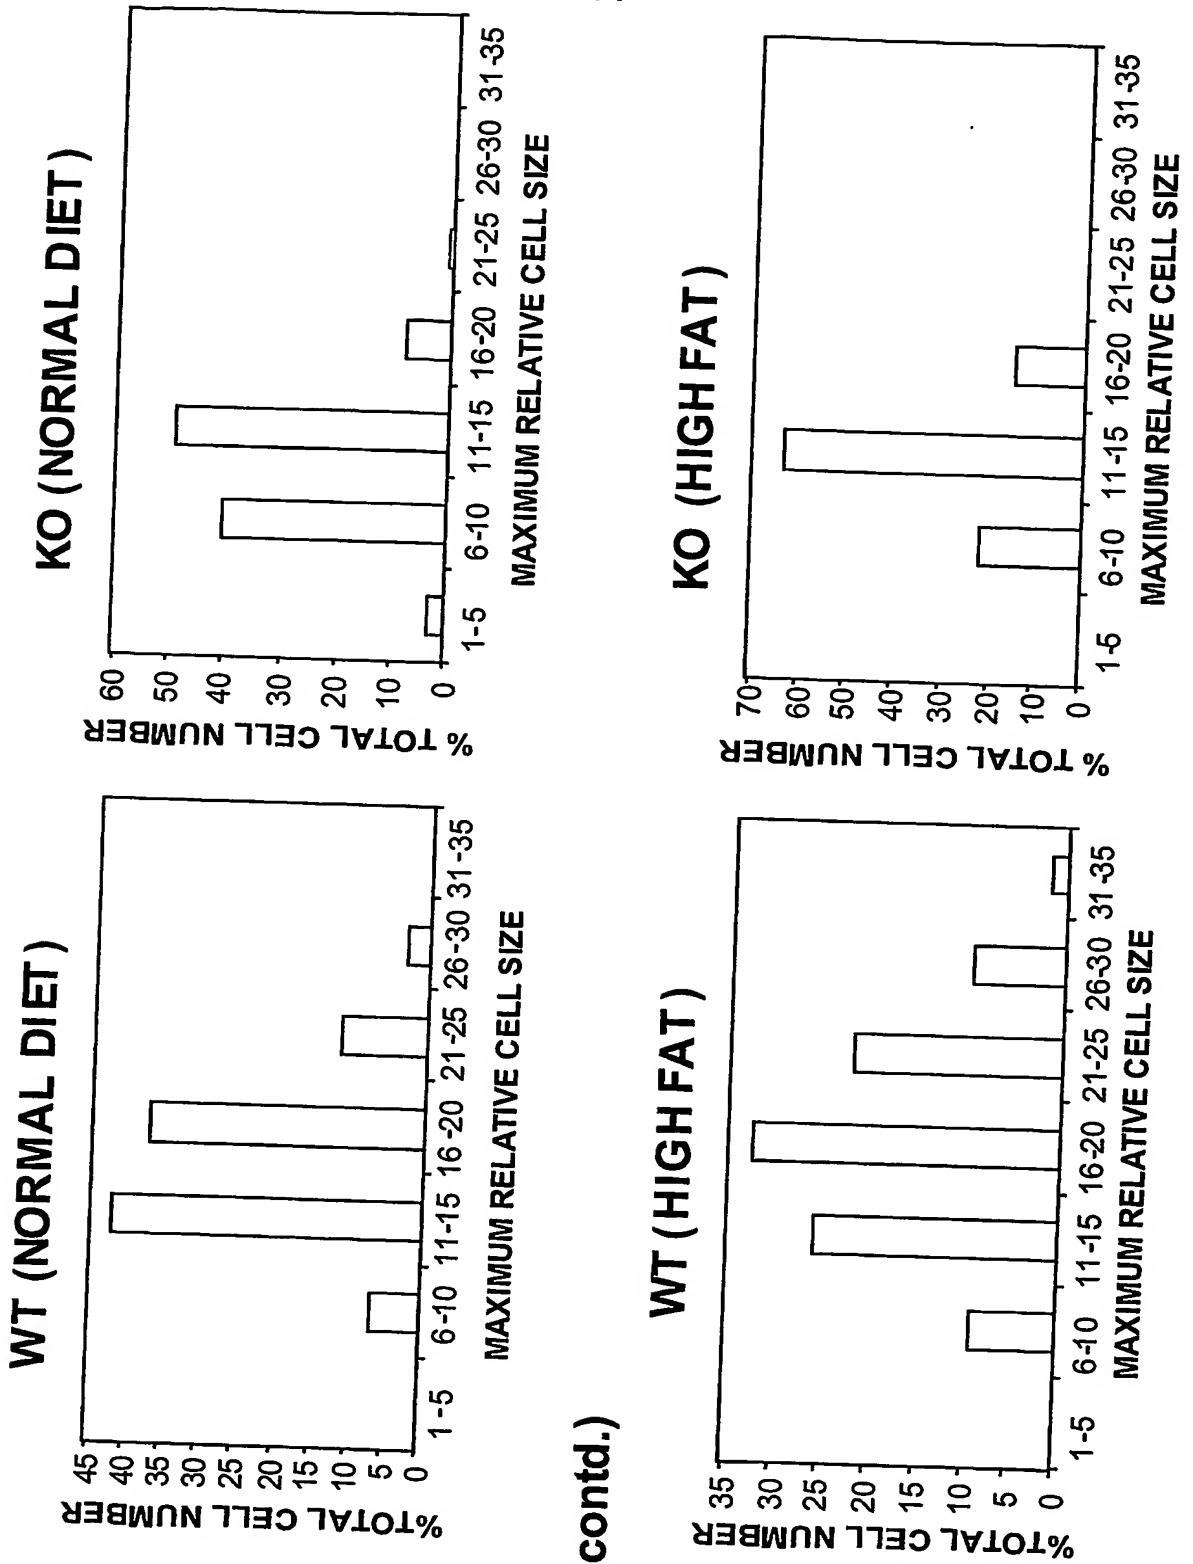 WT (NORMAL DIET)
% TOTAL CELL NUMBER
45
40
35
30
25
20
15
10
5
0
1-5 6-10 11-15 16-20 21-25 26-30 31-35
MAXIMUM RELATIVE CELL SIZE
KO (NORMAL DIET)
% TOTAL CELL NUMBER
60
50
40
30
20
10
0
1-5 6-10 11-15 16-20 21-25 26-30 31-35
MAXIMUM RELATIVE CELL SIZE
contd.)
WT (HIGH FAT)
% TOTAL CELL NUMBER
35
30
25
20
15
10
5
0
1-5 6-10 11-15 16-20 21-25 26-30 31-35
MAXIMUM RELATIVE CELL SIZE
KO (HIGH FAT)
% TOTAL CELL NUMBER
70
60
50
40
30
20
10
0
1-5 6-10 11-15 16-20 21-25 26-30 31-35
MAXIMUM RELATIVE CELL SIZE